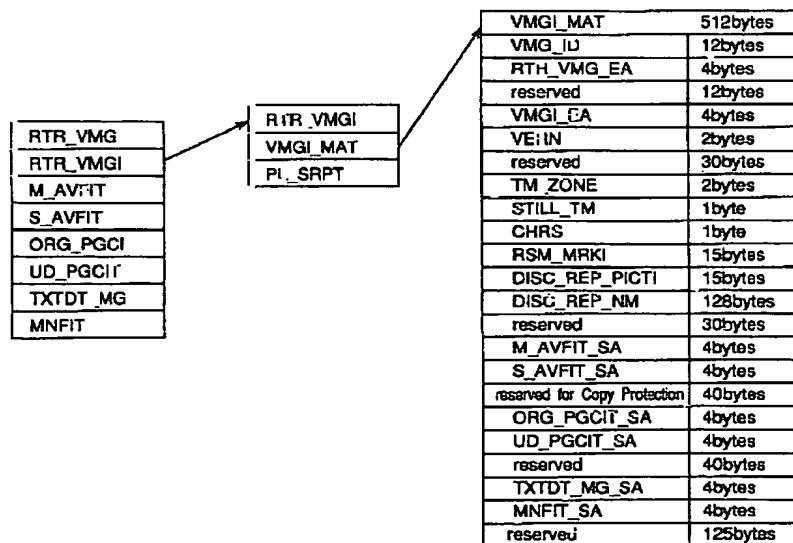 RTR_VMG
RTR_VMGI
M_AVFIT
S_AVFIT
ORG_PGCI
UD_PGCIT
TXTDT_MG
MNFIT
RTR_VMGI
VMGI_MAT
PL_SRPT
VMGI_MAT 512bytes
VMG_ID 12bytes
RTH_VMG_EA 4bytes
reserved 12bytes
VMGI_EA 4bytes
VERN 2bytes
reserved 30bytes
TM_ZONE 2bytes
STILL_TM 1byte
CHRS 1byte
RSM_MRKI 15bytes
DISC_REP_PICTI 15bytes
DISC_REP_NM 128bytes
reserved 30bytes
M_AVFIT_SA 4bytes
S_AVFIT_SA 4bytes
reserved for Copy Protection 40bytes
ORG_PGCIT_SA 4bytes
UD_PGCIT_SA 4bytes
reserved 40bytes
TXTDT_MG_SA 4bytes
MNFIT_SA 4bytes
reserved 125bytes